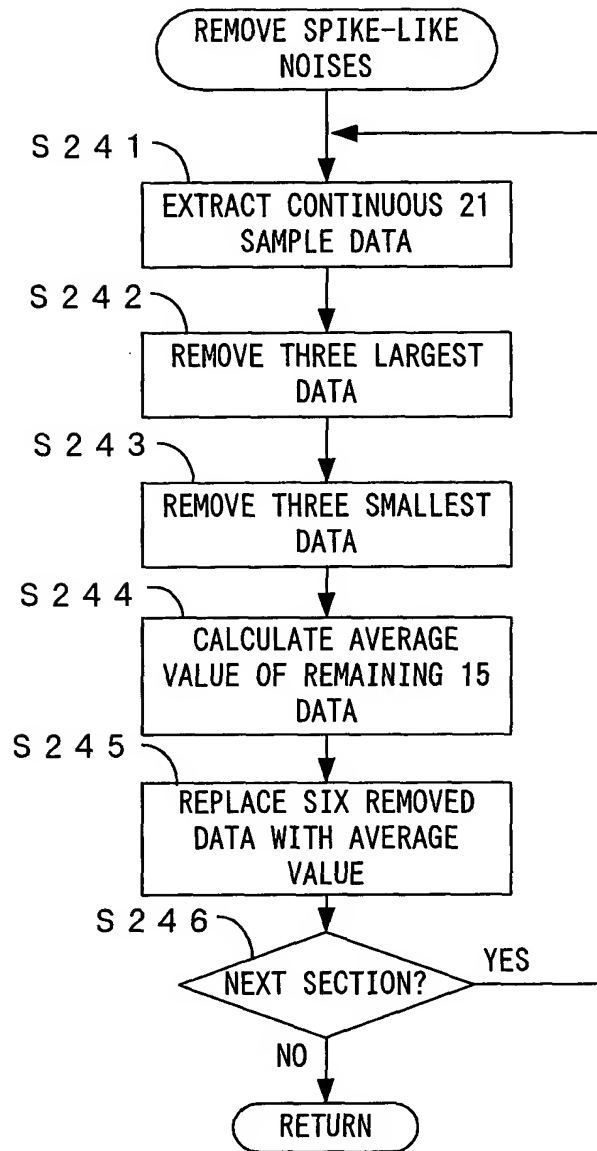 REMOVE SPIKE-LIKE
NOISES
S 2 4 1
EXTRACT CONTINUOUS 21
SAMPLE DATA
S 2 4 2
REMOVE THREE LARGEST
DATA
S 2 4 3
REMOVE THREE SMALLEST
DATA
S 2 4 4
CALCULATE AVERAGE
VALUE OF REMAINING 15
DATA
S 2 4 5
REPLACE SIX REMOVED
DATA WITH AVERAGE
VALUE
S 2 4 6
NEXT SECTION?
YES
NO
RETURN